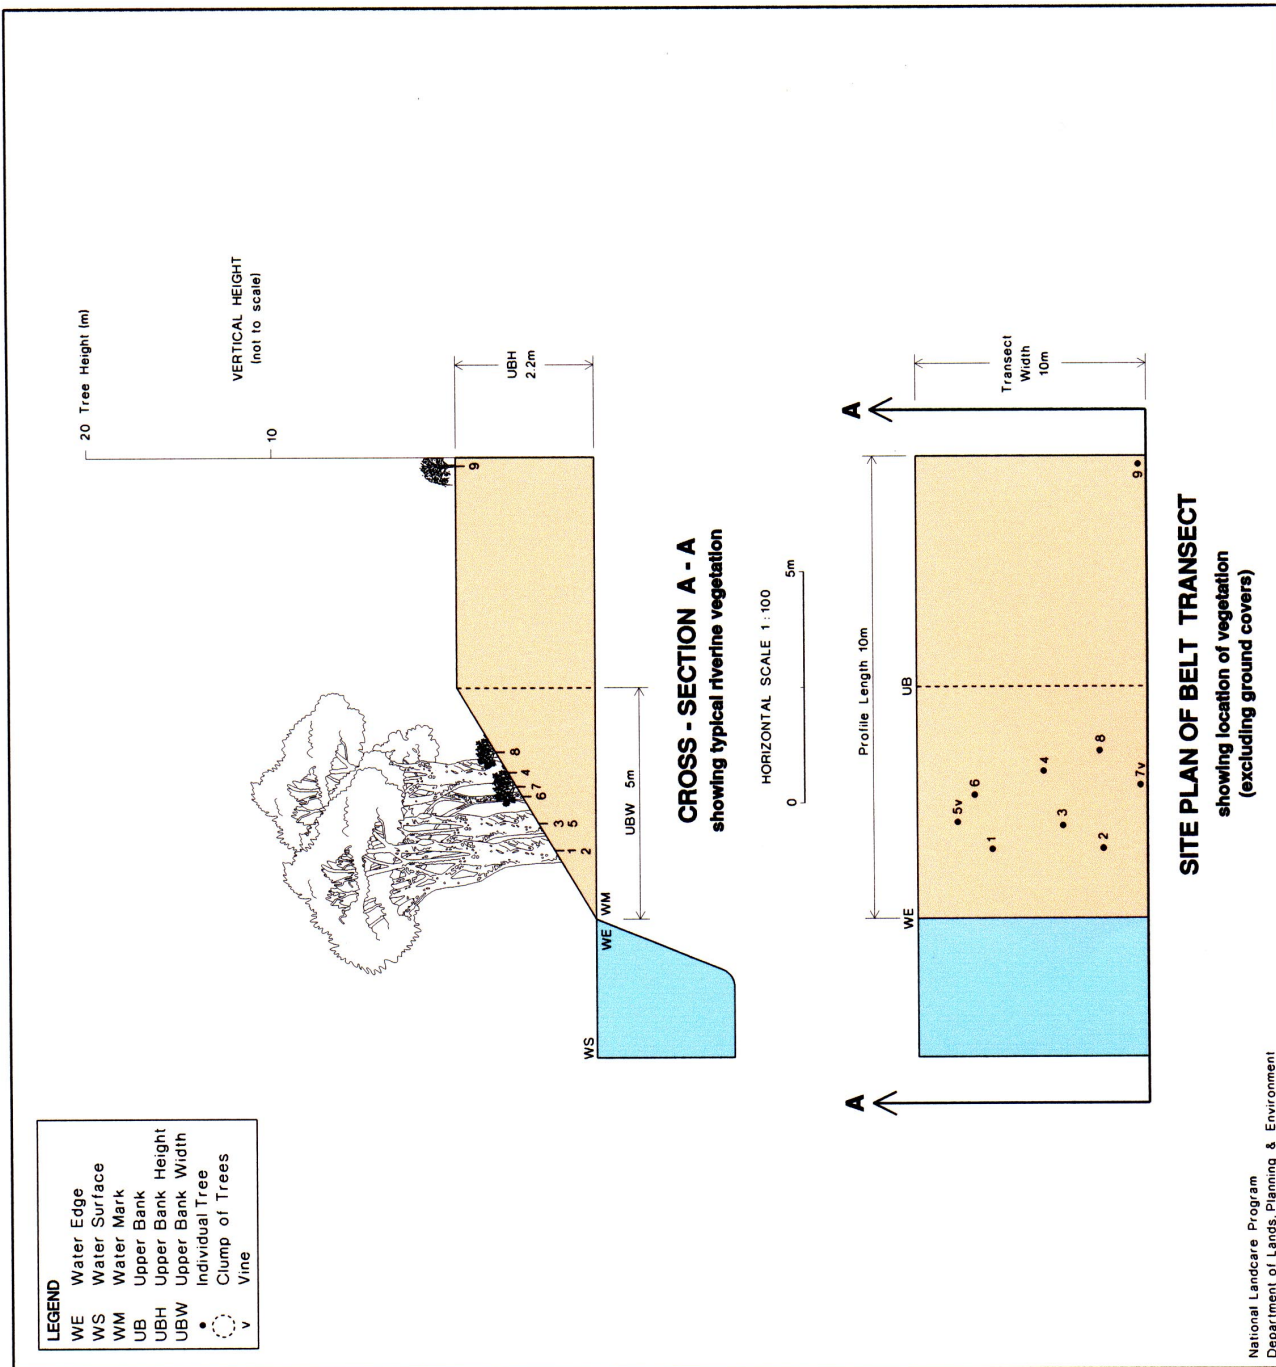 LEGEND
WE Water Edge
WS Water Surface
WM Water Mark
UB Upper Bank
UBH Upper Bank Height
UBW Upper Bank Width
• Individual Tree
Clump of Trees
v Vine
20 Tree Height (m)
10
VERTICAL HEIGHT
(not to scale)
UBH
2.2m
9
8
4
7
6
3
5
1
2
WS
WE
WM
UBW 5m
CROSS - SECTION A - A
showing typical riverine vegetation
HORIZONTAL SCALE 1 : 100
0
5m
Profile Length 10m
A
A
WE
UB
Transect
Width
10m
5v
6
1
4
3
2
8
7v
9
SITE PLAN OF BELT TRANSECT
showing location of vegetation
(excluding ground covers)
National Landcare Program
Department of Lands, Planning & Environment